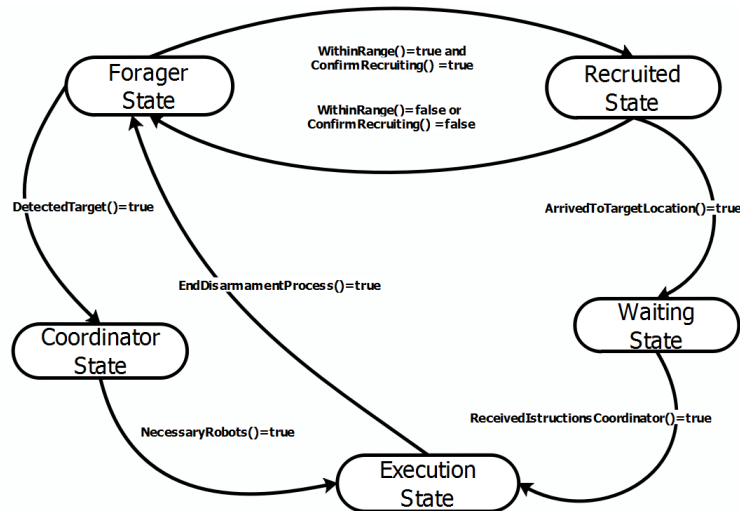 WithinRange()=true and
ConfirmRecruiting() =true
Forager
State
Recruited
State
WithinRange()=false or
ConfirmRecruiting() =false
DetectedTarget()=true
ArrivedToTargetLocation()=true
EndDisarmamentProcess()=true
Coordinator
State
Waiting
State
NecessaryRobots()=true
ReceivedIstructionsCoordinator()=true
Execution
State